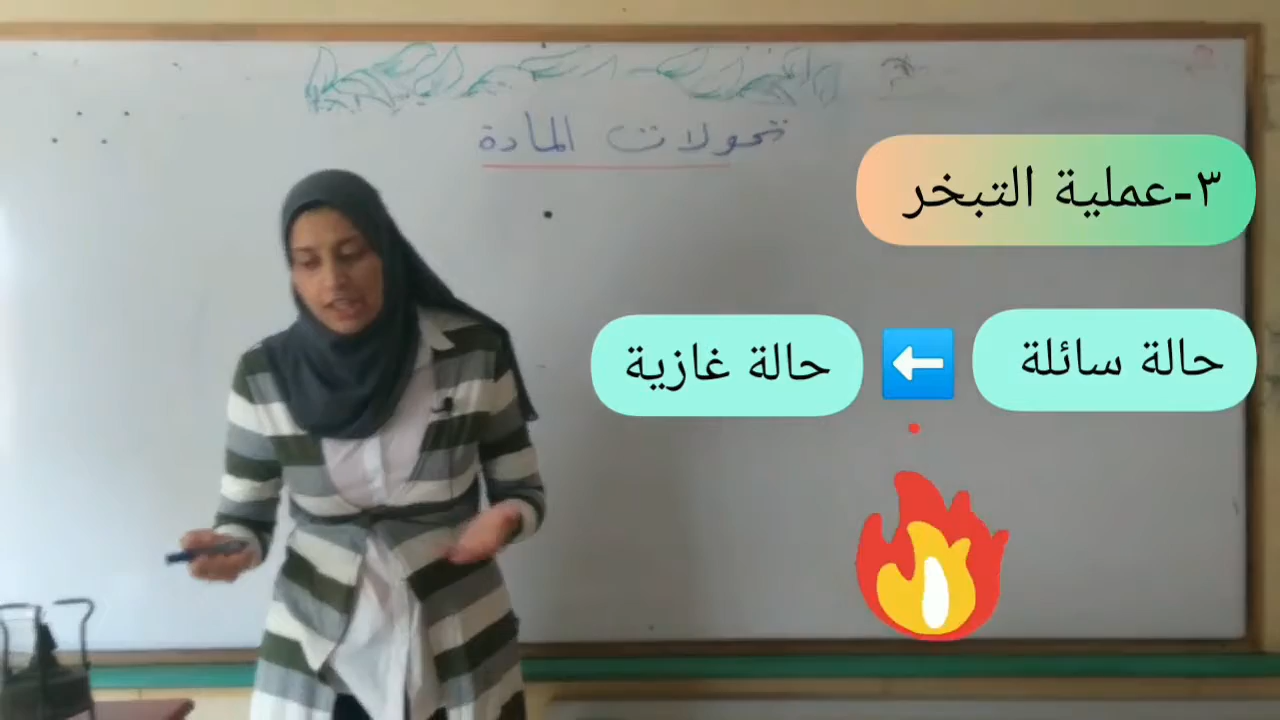 تحولات المادة
٣-عملية التبخر
حالة سائلة ⬅️ حالة غازية